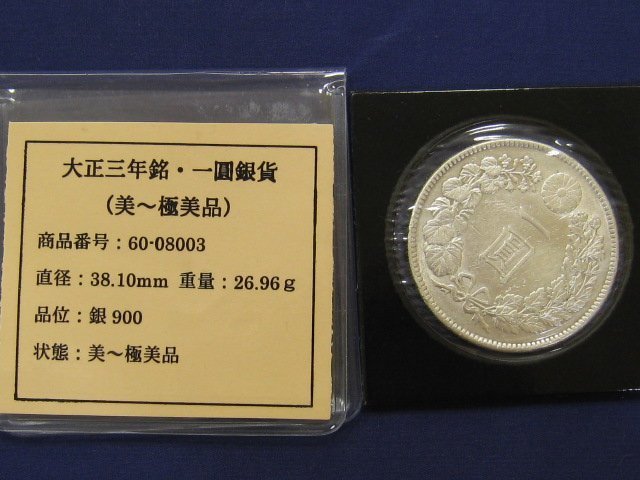 大正三年銘・一圓銀貨
(美～極美品)
商品番号：60-08003
直径：38.10mm 重量：26.96ｇ
品位：銀 900
状態：美～極美品
一圓